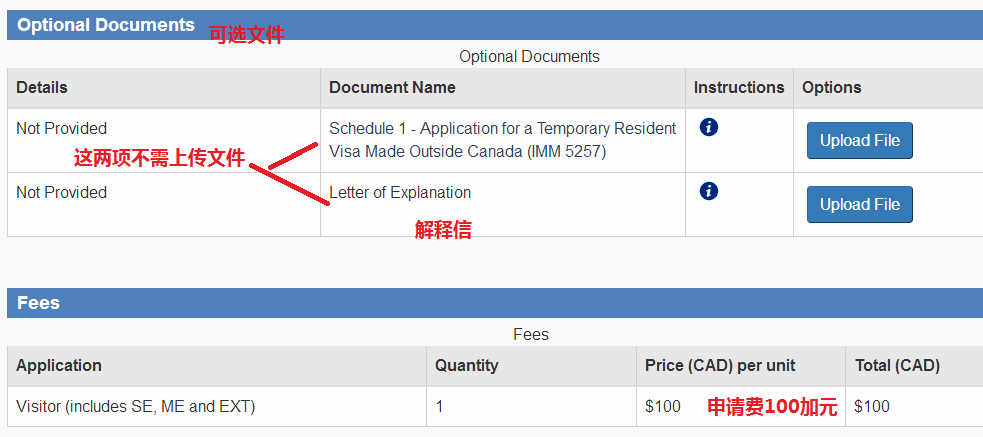 Optional Documents 可选文件
Optional Documents
Details Document Name Instructions Options
Not Provided Schedule 1 - Application for a Temporary Resident
Visa Made Outside Canada (IMM 5257) Upload File
这两项不需上传文件
Not Provided Letter of Explanation Upload File
解释信
Fees
Fees
Application Quantity Price (CAD) per unit Total (CAD)
Visitor (includes SE, ME and EXT) 1 $100 申请费100加元 $100